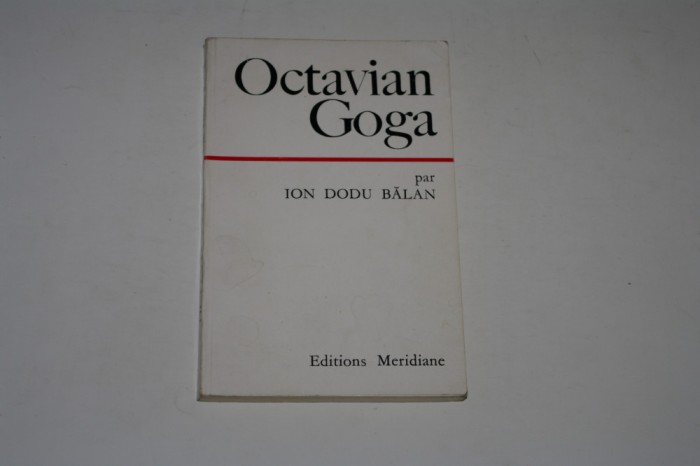 Octavian
Goga
par
ION DODU BĂLAN
Editions Meridiane